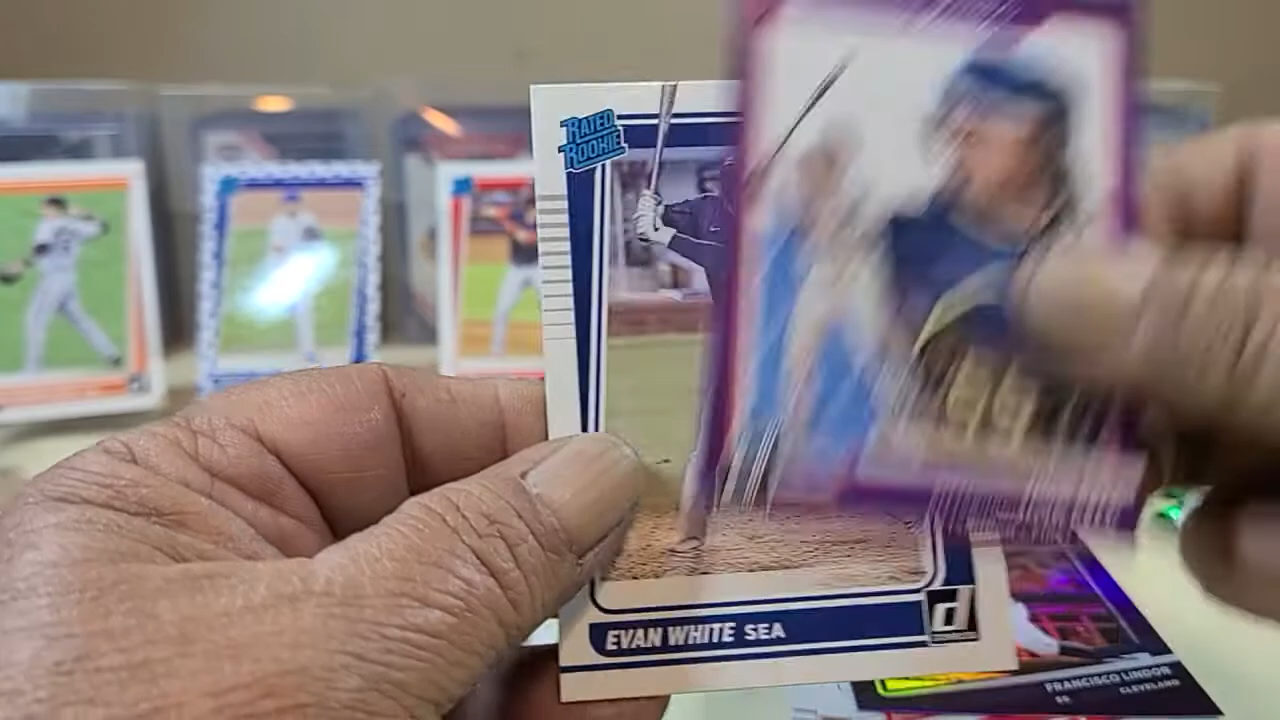 RATED
ROOKIE
EVAN WHITE SEA
d
FRANCISCO LINDOR
SS
CLEVELAND